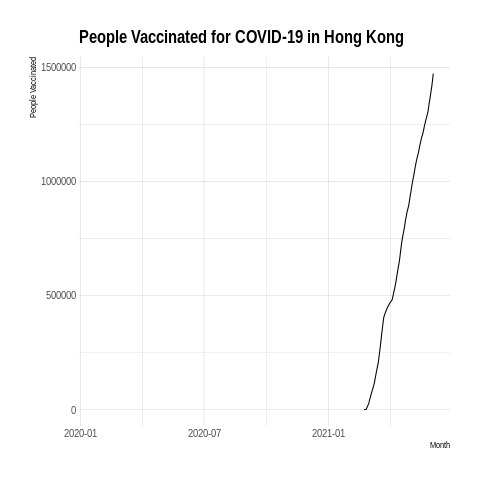 People Vaccinated for COVID-19 in Hong Kong
People Vaccinated
1500000
1000000
500000
0
2020-01 2020-07 2021-01
Month